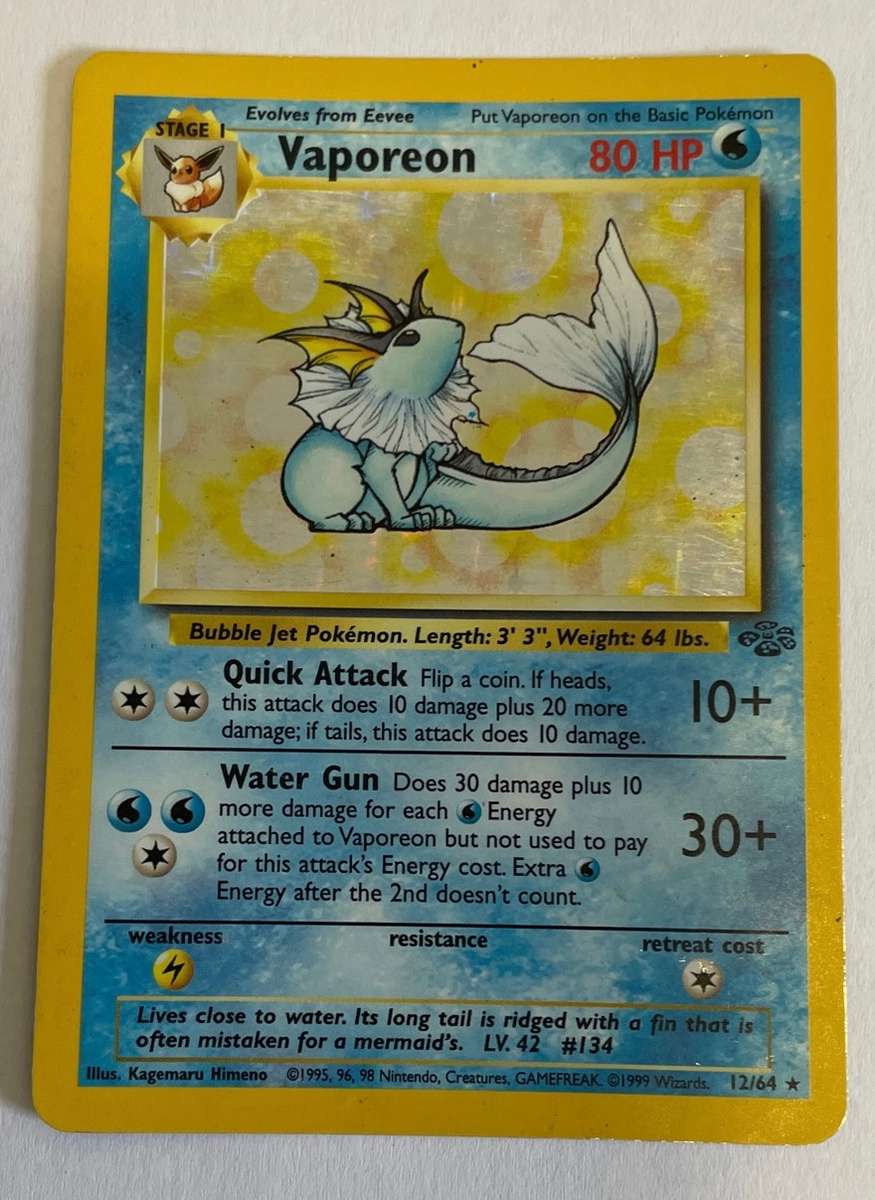 Evolves from Eevee Put Vaporeon on the Basic Pokémon
STAGE 1
Vaporeon 80 HP
Bubble Jet Pokémon. Length: 3' 3", Weight: 64 lbs.
Quick Attack Flip a coin. If heads,
this attack does 10 damage plus 20 more
damage; if tails, this attack does 10 damage.
10+
Water Gun Does 30 damage plus 10
more damage for each Energy
attached to Vaporeon but not used to pay
for this attack's Energy cost. Extra
Energy after the 2nd doesn't count.
30+
weakness resistance retreat cost
Lives close to water. Its long tail is ridged with a fin that is
often mistaken for a mermaid's. LV. 42 #134
Illus. Kagemaru Himeno ©1995, 96, 98 Nintendo, Creatures, GAMEFREAK. ©1999 Wizards. 12/64 ★